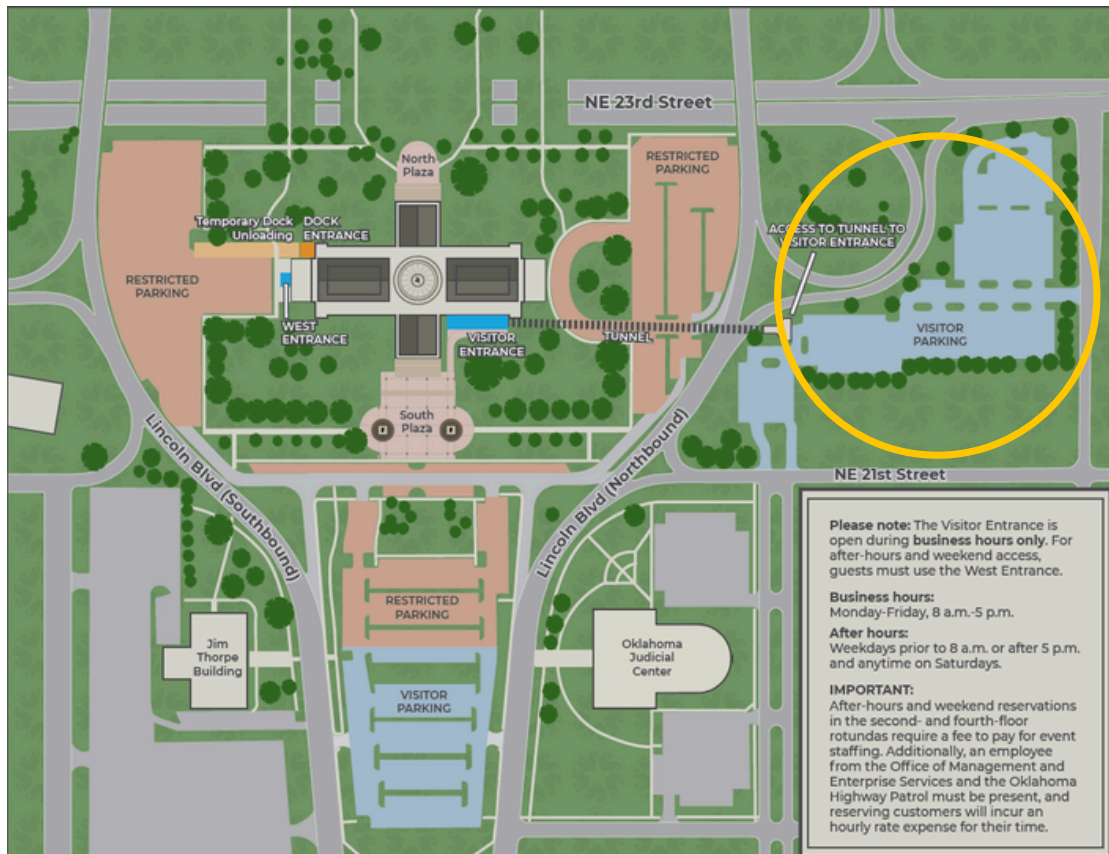 NE 23rd Street
North
Plaza
RESTRICTED
PARKING
Temporary Dock
Unloading
DOCK
ENTRANCE
ACCESS TO TUNNEL TO
VISITOR ENTRANCE
RESTRICTED
PARKING
WEST
ENTRANCE
VISITOR
ENTRANCE
TUNNEL
VISITOR
PARKING
South
Plaza
Lincoln Blvd (Southbound)
Lincoln Blvd (Northbound)
NE 21st Street
RESTRICTED
PARKING
Jim
Thorpe
Building
Oklahoma
Judicial
Center
VISITOR
PARKING
Please note: The Visitor Entrance is
open during business hours only. For
after-hours and weekend access,
guests must use the West Entrance.
Business hours:
Monday-Friday, 8 a.m.-5 p.m.
After hours:
Weekdays prior to 8 a.m. or after 5 p.m.
and anytime on Saturdays.
IMPORTANT:
After-hours and weekend reservations
in the second- and fourth-floor
rotundas require a fee to pay for event
staffing. Additionally, an employee
from the Office of Management and
Enterprise Services and the Oklahoma
Highway Patrol must be present, and
reserving customers will incur an
hourly rate expense for their time.